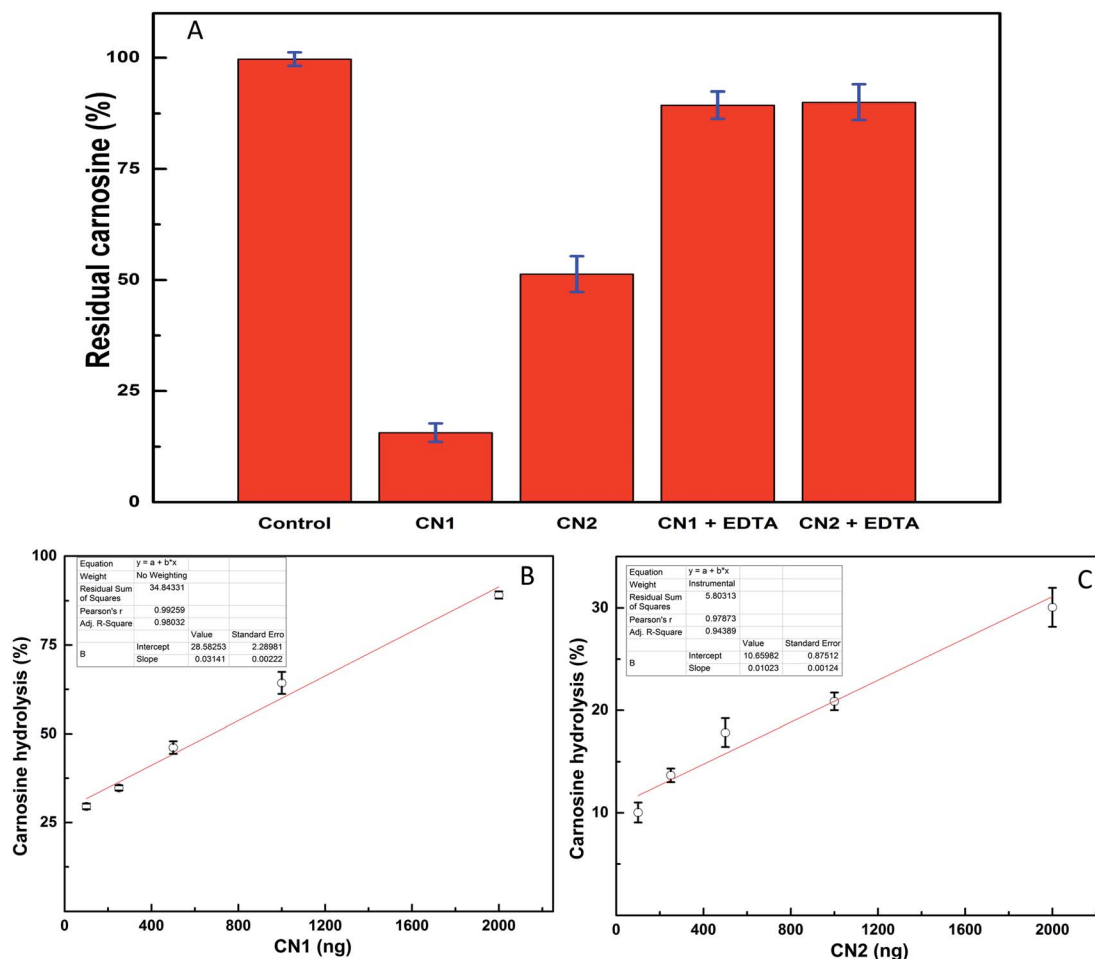 A
Residual carnosine (%)
100
75
50
25
0
Control CN1 CN2 CN1 + EDTA CN2 + EDTA
B
Carnosine hydrolysis (%)
100
75
50
25
Equation y = a + b*x
Weight No Weighting
Residual Sum of Squares 34.84331
Pearson's r 0.99259
Adj. R-Square 0.98032
Value Standard Erro
B Intercept 28.58253 2.28981
Slope 0.03141 0.00222
0 400 800 1200 1600 2000
CN1 (ng)
C
Carnosine hydrolysis (%)
30
20
10
Equation y = a + b*x
Weight Instrumental
Residual Sum of Squares 5.80313
Pearson's r 0.97873
Adj. R-Square 0.94389
Value Standard Error
B Intercept 10.65982 0.87512
Slope 0.01023 0.00124
0 400 800 1200 1600 2000
CN2 (ng)